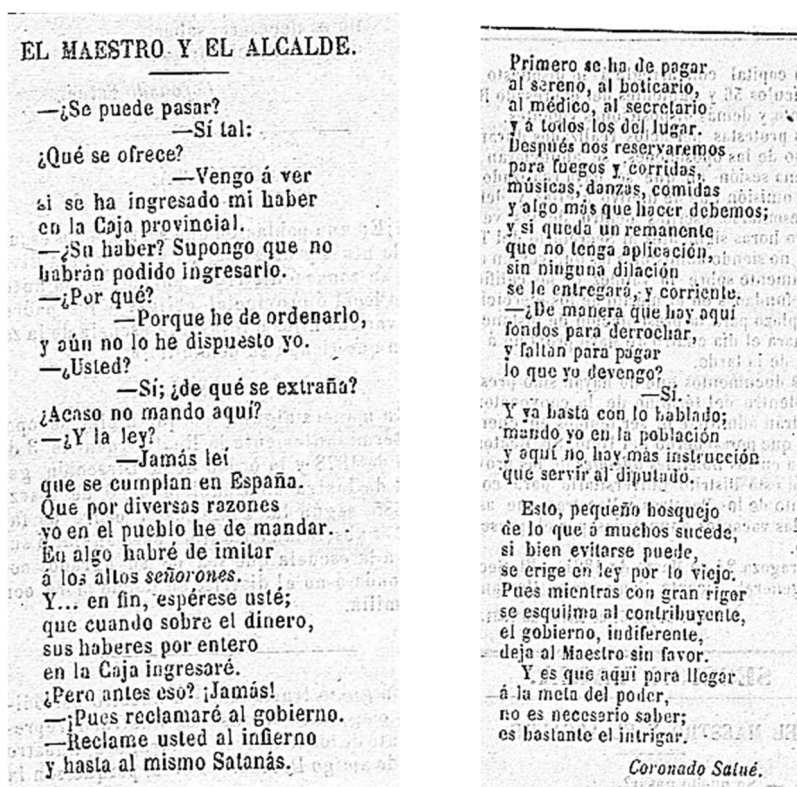 EL MAESTRO Y EL ALCALDE.
—¿Se puede pasar?
—Sí tal:
¿Qué se ofrece?
—Vengo á ver
si se ha ingresado mi haber
en la Caja provincial.
—¿Su haber? Supongo que no
habrán podido ingresarlo.
—¿Por qué?
—Porque he de ordenarlo,
y aún no lo he dispuesto yo.
—¿Usted?
—Sí; ¿de qué se extraña?
¿Acaso no mando aquí?
—¿Y la ley?
—Jamás leí
que se cumplan en España.
Que por diversas razones
yo en el pueblo he de mandar.
En algo habré de imitar
á los altos señorones.
Y... en fin, espérese usté;
que cuando sobre el dinero,
sus haberes por entero
en la Caja ingresaré.
¿Pero antes eso? ¡Jamás!
—¡Pues reclamaré al gobierno.
—Reclame usted al infierno
y hasta al mismo Satanás.
Primero se ha de pagar
al sereno, al boticario,
al médico, al secretario
y á todos los del lugar.
Después nos reservaremos
para fuegos y corridas,
músicas, danzas, comidas
y algo más que hacer debemos;
y si queda un remanente
que no tenga aplicación,
sin ninguna dilación
se le entregará, y corriente.
—¿De manera que hay aquí
fondos para derrochar,
y faltan para pagar
lo que yo devengo?
—Sí.
Y ya basta con lo hablado;
mando yo en la población
y aquí no hay más instrucción
que servir al diputado.
Esto, pequeño bosquejo
de lo que á muchos sucede,
si bien evitarse puede,
se erige en ley por lo viejo.
Pues mientras con gran rigor
se esquilma al contribuyente,
el gobierno, indiferente,
deja al Maestro sin favor.
Y es que aquí para llegar
á la meta del poder,
no es necesario saber;
es bastante el intrigar.
Coronado Satué.